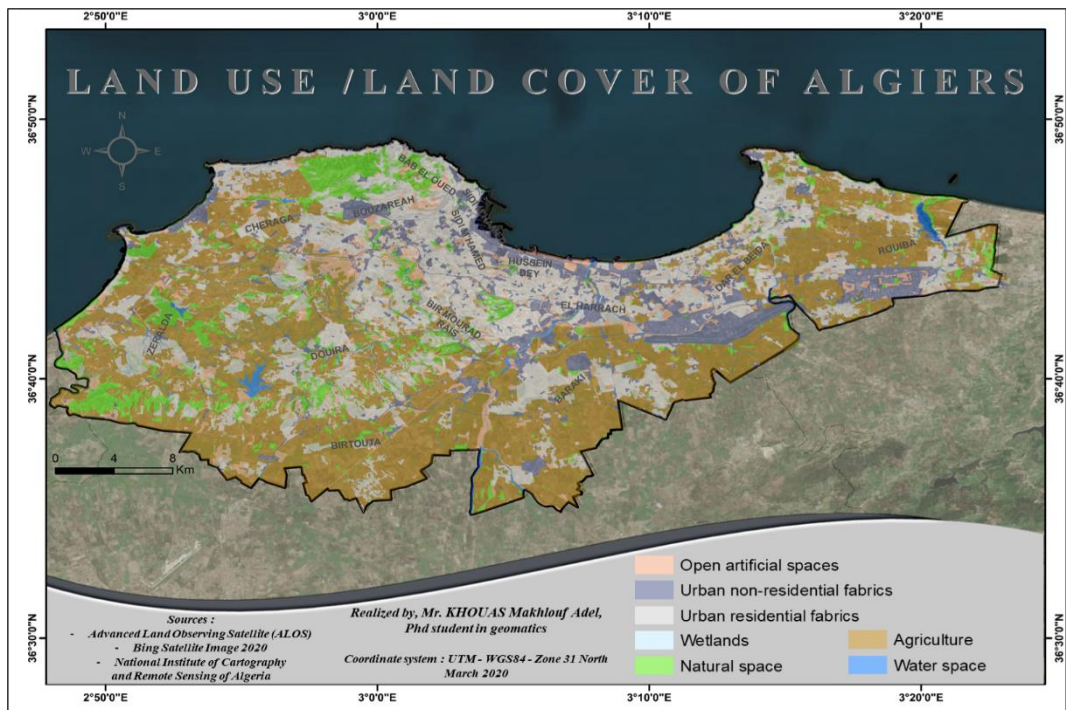 2°50'0"E 3°0'0"E 3°10'0"E 3°20'0"E
LAND USE /LAND COVER OF ALGIERS
36°50'0"N 36°50'0"N
N
W E
S
BAB EL OUED
SIDI
BOUZAREAH
SIDI M'HAMED
CHERAGA
HUSSEIN
DEY
DAR EL BEIDA
ROUIBA
EL HARRACH
BIR MOURAD
RAIS
ZERALDA
DOUIRA
BARAKI
BIRTOUTA
36°40'0"N 36°40'0"N
0 4 8
Km
Open artificial spaces
Urban non-residential fabrics
Urban residential fabrics
Wetlands
Natural space
Agriculture
Water space
Sources :
- Advanced Land Observing Satellite (ALOS)
- Bing Satellite Image 2020
- National Institute of Cartography
and Remote Sensing of Algeria
Realized by, Mr. KHOUAS Makhlouf Adel,
Phd student in geomatics
Coordinate system : UTM - WGS84 - Zone 31 North
March 2020
36°30'0"N 36°30'0"N
2°50'0"E 3°0'0"E 3°10'0"E 3°20'0"E